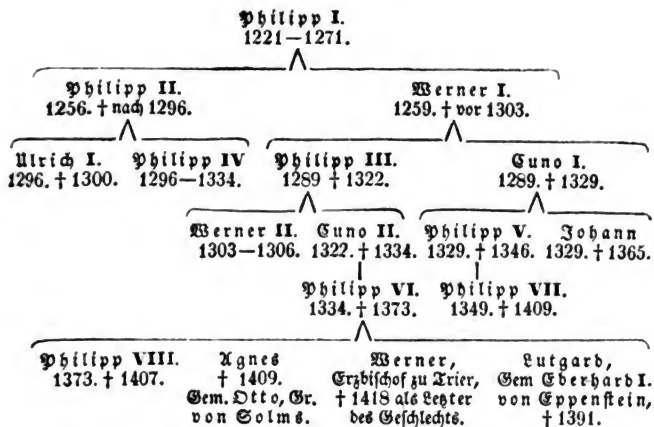 Philipp I.
1221—1271.
Philipp II. Werner I.
1256. † nach 1296. 1259. † vor 1303.
Ulrich I. Philipp IV Philipp III. Cuno I.
1296. † 1300. 1296—1334. 1289 † 1322. 1289. † 1329.
Werner II. Cuno II. Philipp V. Johann
1303—1306. 1322. † 1334. 1329. † 1346. 1329. † 1365.
Philipp VI. Philipp VII.
1334. † 1373. 1349. † 1409.
Philipp VIII. Agnes Werner, Lutgard,
1373. † 1407. † 1409. Erzbischof zu Trier, Gem Eberhard I.
Gem. Otto, Gr. † 1418 als Letzter von Eppenstein,
von Solms. des Geschlechts. † 1391.